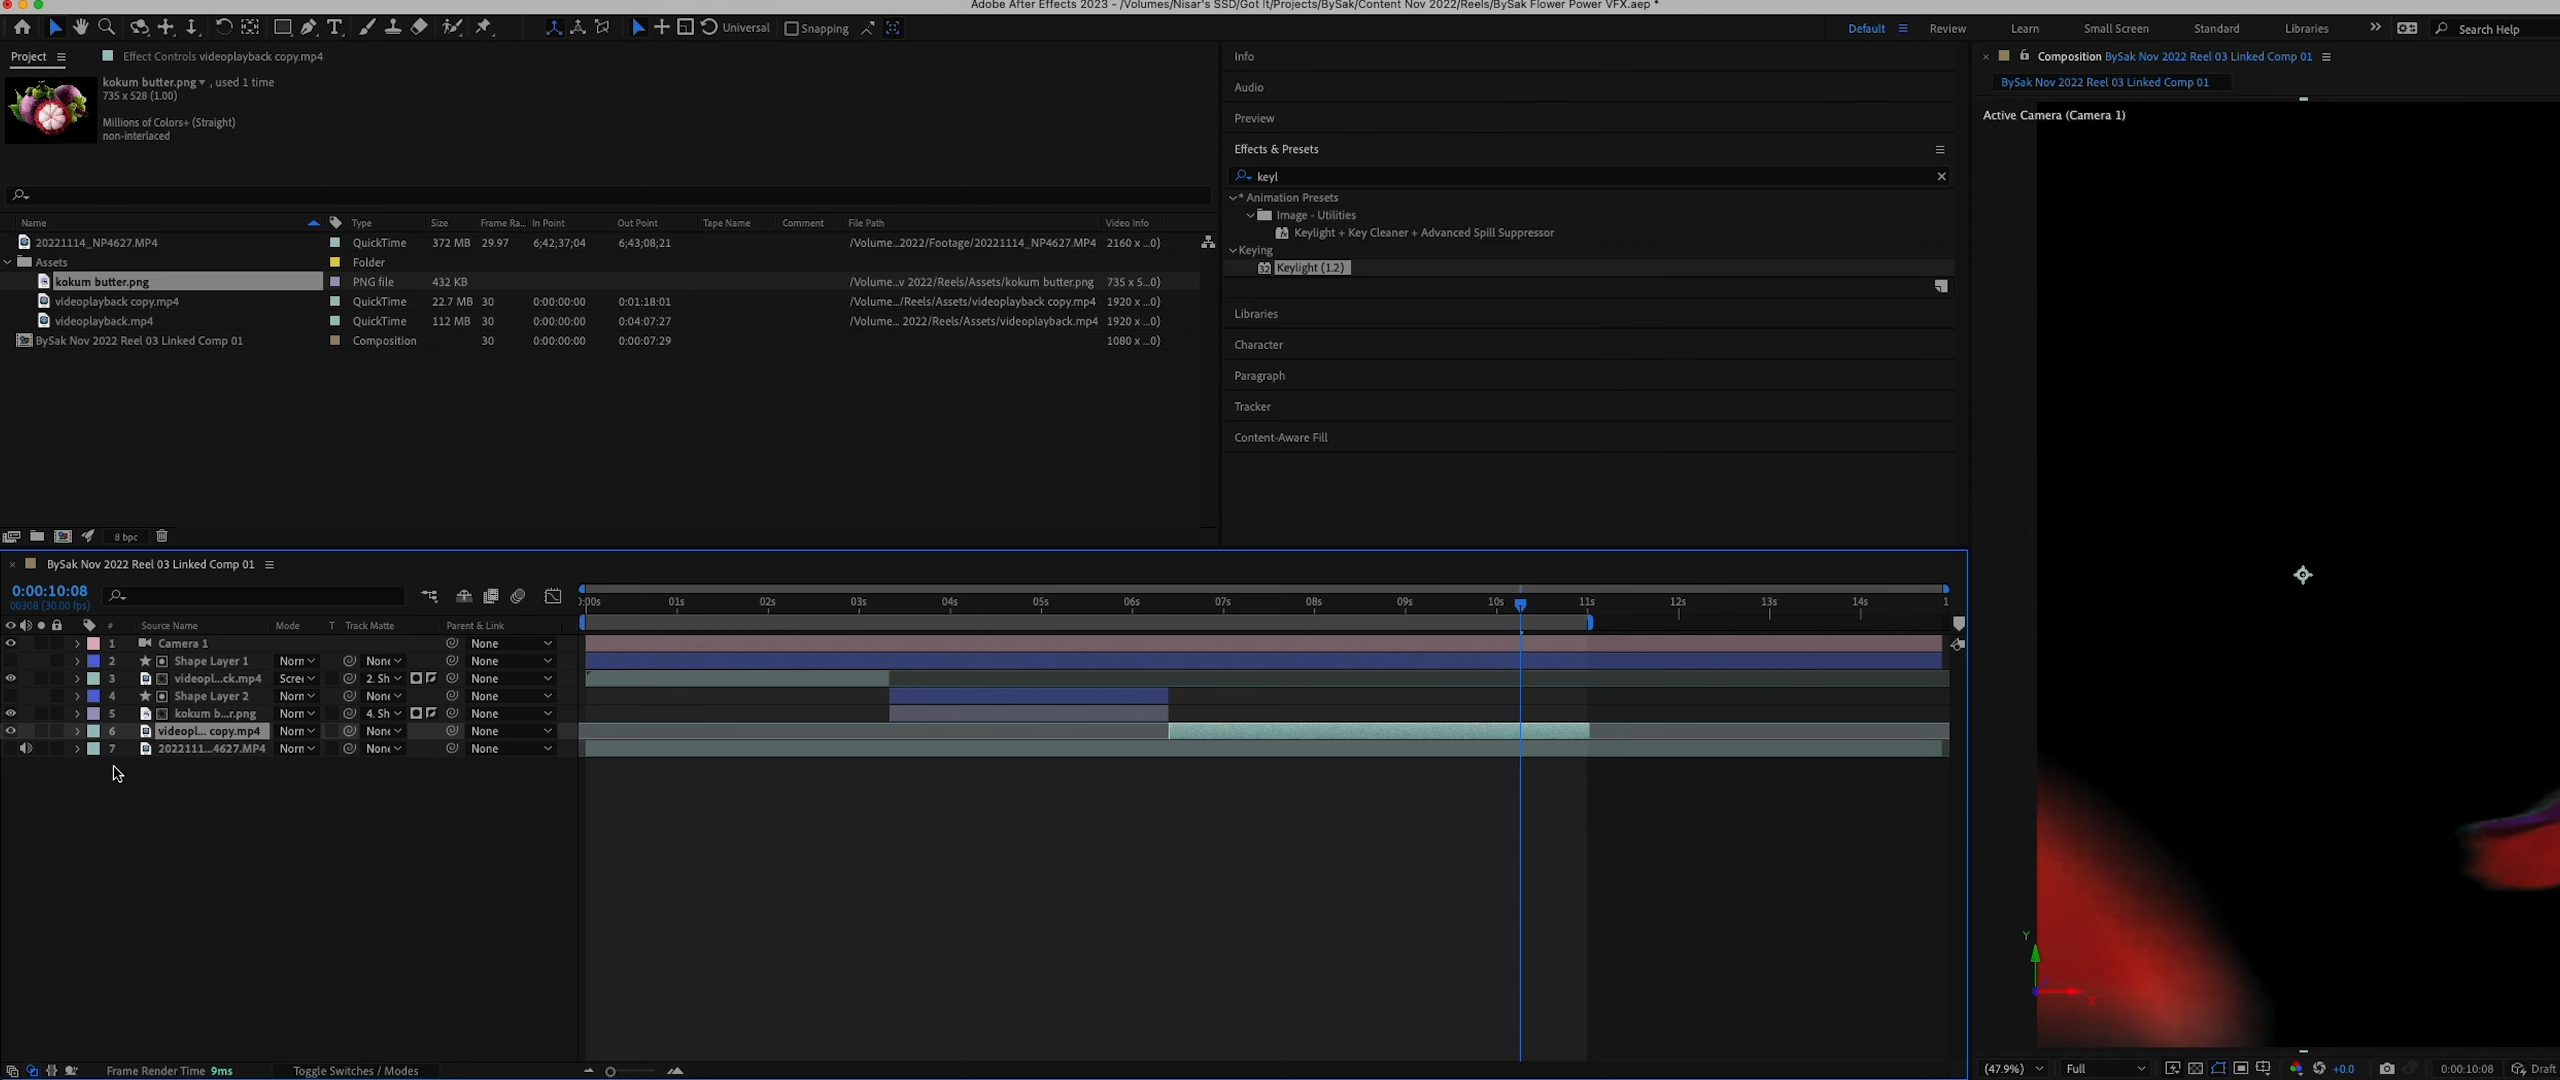 Adobe After Effects 2023 - /Volumes/Nisar's SSD/Got It/Projects/BySak/Content Nov 2022/Reels/BySak Flower Power VFX.aep *
Universal Snapping Default Review Learn Small Screen Standard Libraries Search Help
Project Effect Controls videoplayback copy.mp4
kokum butter.png , used 1 time
735 x 528 (1.00)
Millions of Colors+ (Straight)
non-interlaced
Name Type Size Frame Ra... In Point Out Point Tape Name Comment File Path Video Info
20221114_NP4627.MP4 QuickTime 372 MB 29.97 6;42;37;04 6;43;08;21 /Volume...2022/Footage/20221114_NP4627.MP4 2160 x ...0)
Assets Folder
kokum butter.png PNG file 432 KB /Volume...v 2022/Reels/Assets/kokum butter.png 735 x 5...0)
videoplayback copy.mp4 QuickTime 22.7 MB 30 0:00:00:00 0:01:18:01 /Volume.../Reels/Assets/videoplayback copy.mp4 1920 x ...0)
videoplayback.mp4 QuickTime 112 MB 30 0:00:00:00 0:04:07:27 /Volume... 2022/Reels/Assets/videoplayback.mp4 1920 x ...0)
BySak Nov 2022 Reel 03 Linked Comp 01 Composition 30 0:00:00:00 0:00:07:29 1080 x ...0)
8 bpc
Info
Audio
Preview
Effects & Presets
keyl
* Animation Presets
Image - Utilities
Keylight + Key Cleaner + Advanced Spill Suppressor
Keying
32 Keylight (1.2)
Libraries
Character
Paragraph
Tracker
Content-Aware Fill
Composition BySak Nov 2022 Reel 03 Linked Comp 01
BySak Nov 2022 Reel 03 Linked Comp 01
Active Camera (Camera 1)
Y
(47.9%) Full +0.0 0:00:10:08 Draft
BySak Nov 2022 Reel 03 Linked Comp 01
0:00:10:08
00308 (30.00 fps)
):00s 01s 02s 03s 04s 05s 06s 07s 08s 09s 10s 11s 12s 13s 14s 1
# Source Name Mode T Track Matte Parent & Link
1 Camera 1 None
2 Shape Layer 1 Norn None None
3 videopl...ck.mp4 Scree 2. Sh None
4 Shape Layer 2 Norn None None
5 kokum b...r.png Norn 4. Sh None
6 videopl... copy.mp4 Norn None None
7 2022111...4627.MP4 Norn None None
Frame Render Time 9ms Toggle Switches / Modes